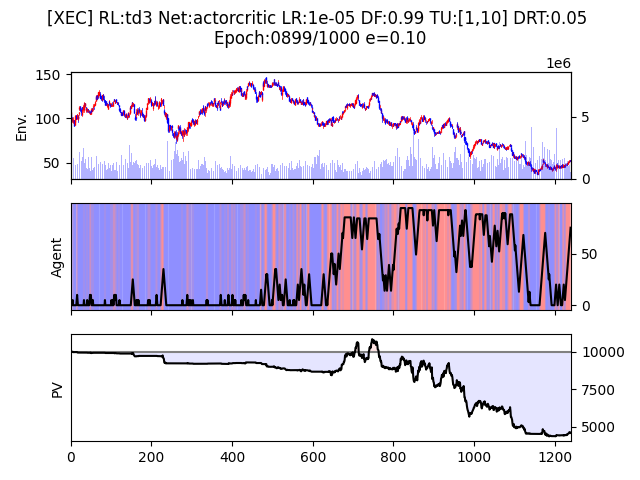 [XEC] RL:td3 Net:actorcritic LR:1e-05 DF:0.99 TU:[1,10] DRT:0.05
Epoch:0899/1000 e=0.10
1e6
150
100
50
Env.
5
0
Agent
50
0
PV
10000
7500
5000
0
200
400
600
800
1000
1200